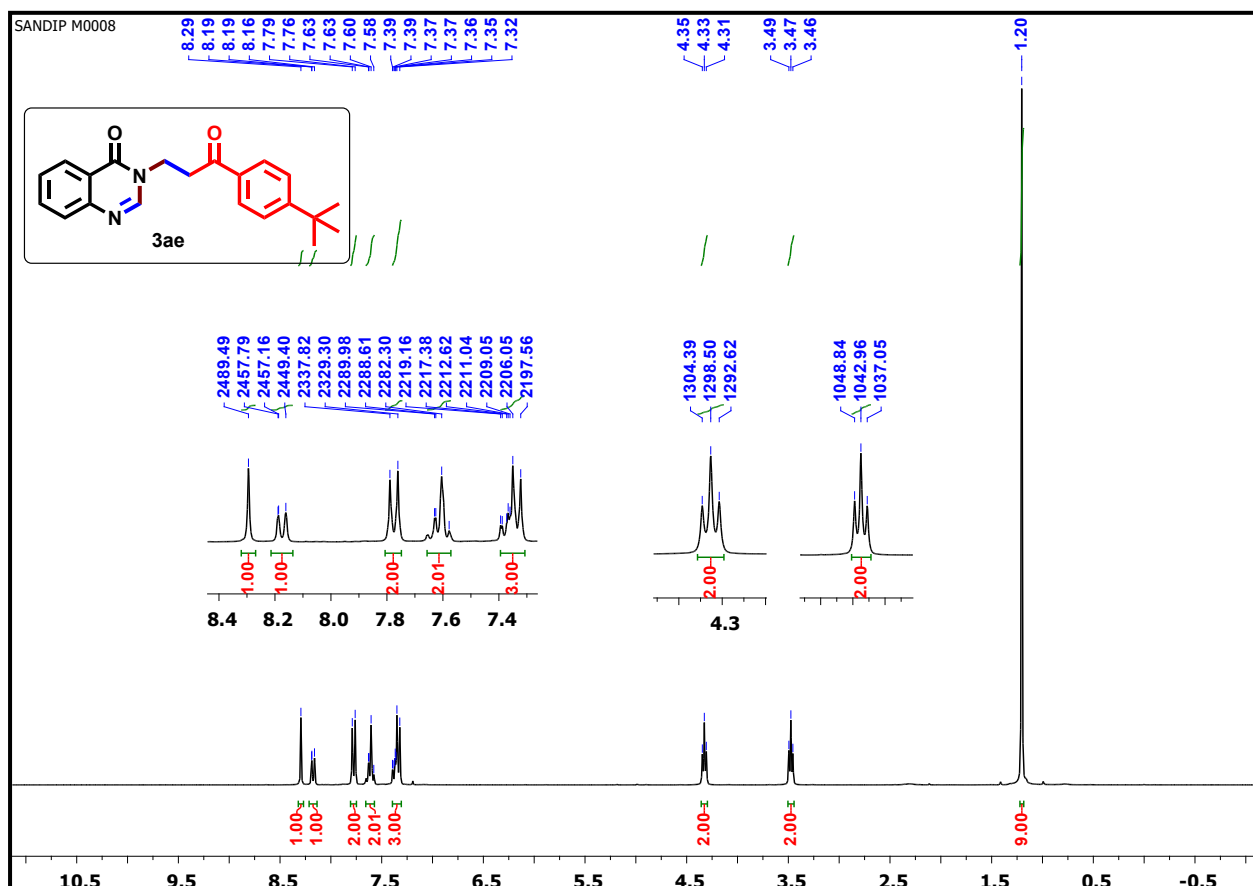 SANDIP M0008
8.29 8.19 8.19 8.16 7.79 7.76 7.63 7.63 7.60 7.58 7.39 7.39 7.37 7.37 7.36 7.35 7.32 4.35 4.33 4.31 3.49 3.47 3.46 1.20
O O
N
N
3ae
2489.49 2457.79 2457.16 2449.40 2337.82 2329.30 2289.98 2288.61 2282.30 2219.16 2217.38 2212.62 2211.04 2209.05 2206.05 2197.56 1304.39 1298.50 1292.62 1048.84 1042.96 1037.05
1.00 1.00 2.00 2.01 3.00 2.00 2.00
8.4 8.2 8.0 7.8 7.6 7.4 4.3
1.00 1.00 2.00 2.01 3.00 2.00 2.00 9.00
10.5 9.5 8.5 7.5 6.5 5.5 4.5 3.5 2.5 1.5 0.5 -0.5